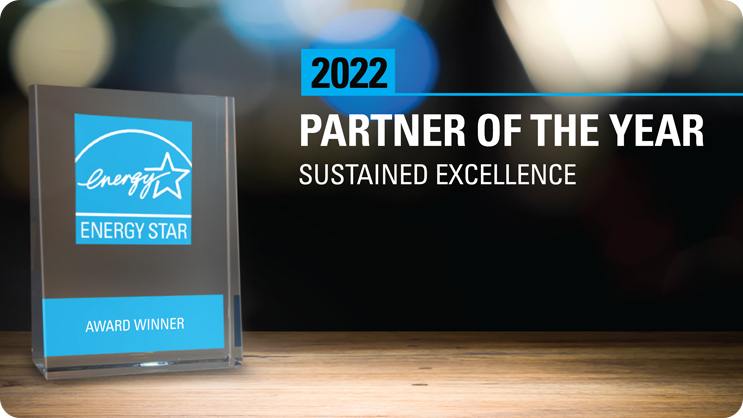 2022
PARTNER OF THE YEAR
SUSTAINED EXCELLENCE
energy
ENERGY STAR
AWARD WINNER